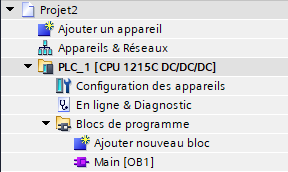 Projet2
Ajouter un appareil
Appareils & Réseaux
PLC_1 [CPU 1215C DC/DC/DC]
Configuration des appareils
En ligne & Diagnostic
Blocs de programme
Ajouter nouveau bloc
Main [OB1]